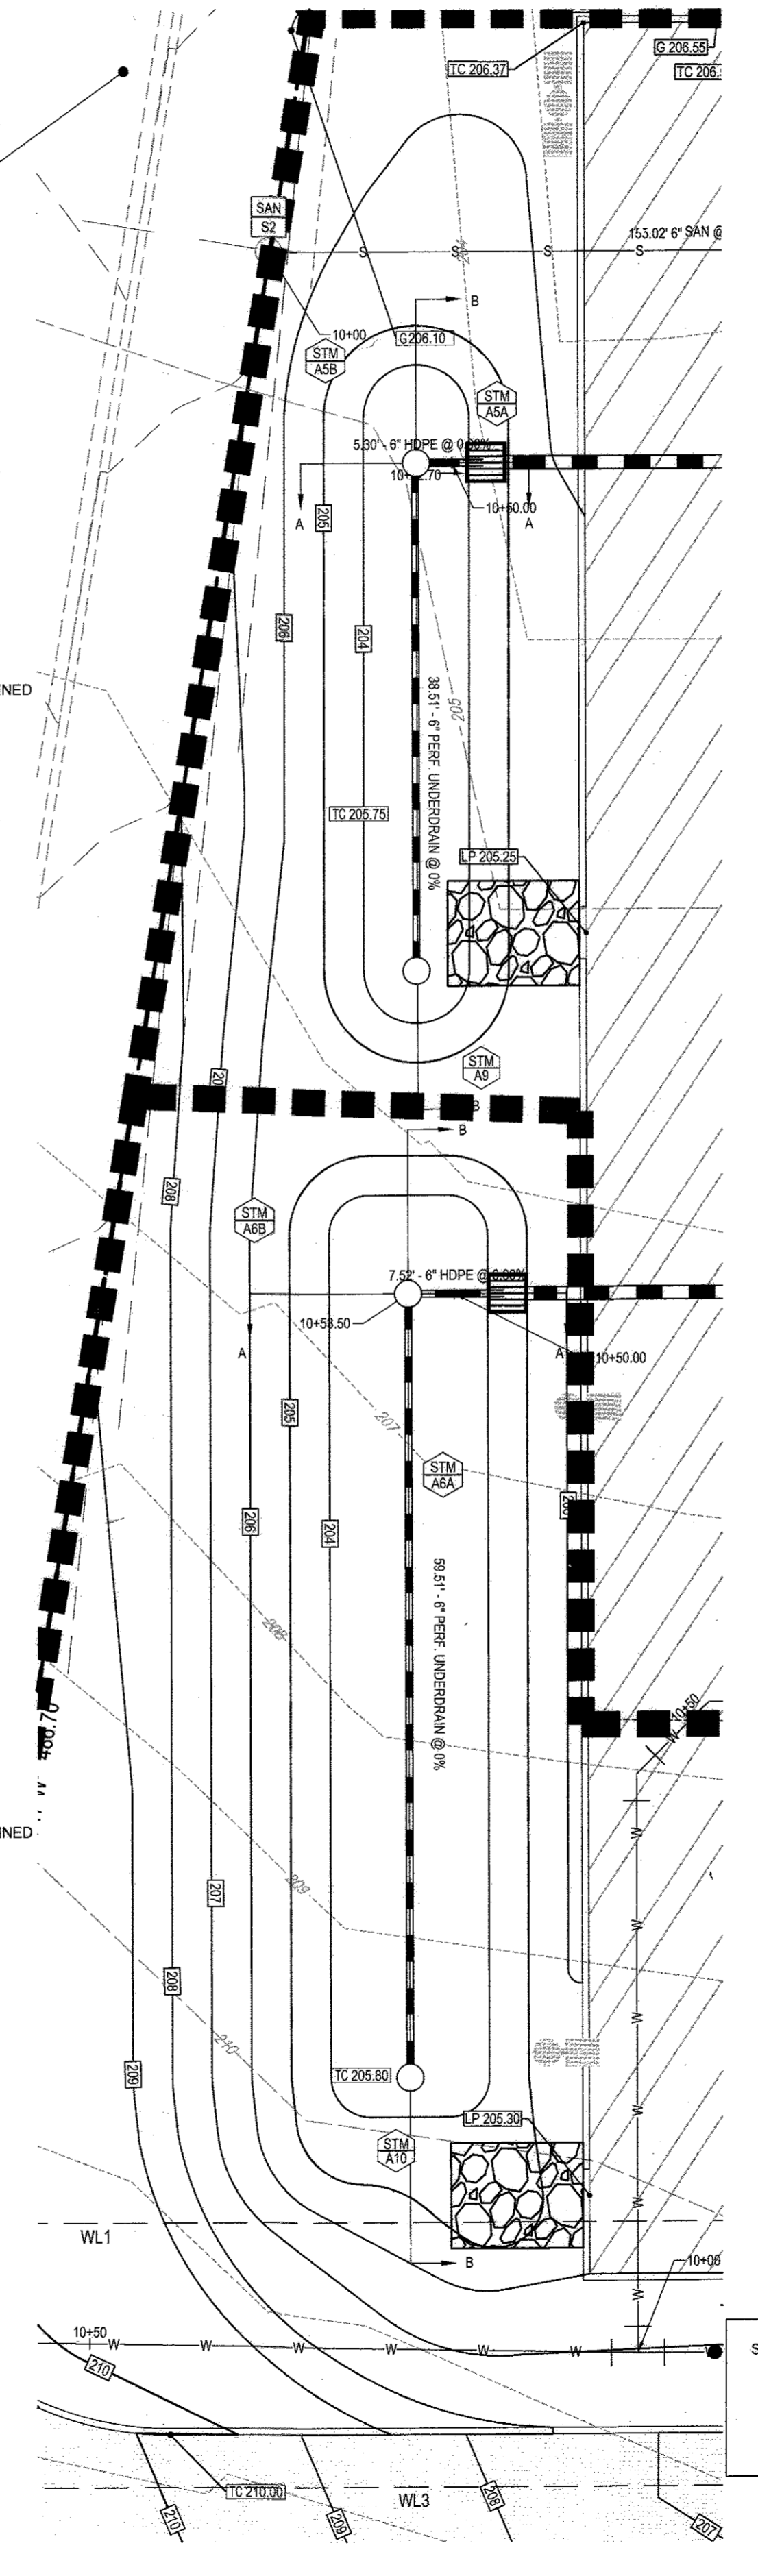 G 206.55
TC 206.37
TC 206.
SAN
S2
204
153.02' 6" SAN @
S
S
S
S
B
10+00
G206.10
STM
A5B
STM
A5A
5.30' - 6" HDPE @ 0.00%
10+50.00
A
A
205
206
204
38.51' - 6" PERF. UNDERDRAIN @ 0%
205
INED
TC 205.75
LP 205.25
STM
A9
20
B
B
208
STM
A6B
7.52' - 6" HDPE @ 0.00%
10+53.50
A
A
10+50.00
205
207
STM
A6A
206
204
59.51' - 6" PERF. UNDERDRAIN @ 0%
208
10+50
W
INED
W
209
207
W
208
W
210
209
TC 205.80
W
LP 205.30
STM
A10
W
WL1
B
10+00
W
10+50
W
W
W
W
W
W
S
210
TC 210.00
WL3
210
209
208
207